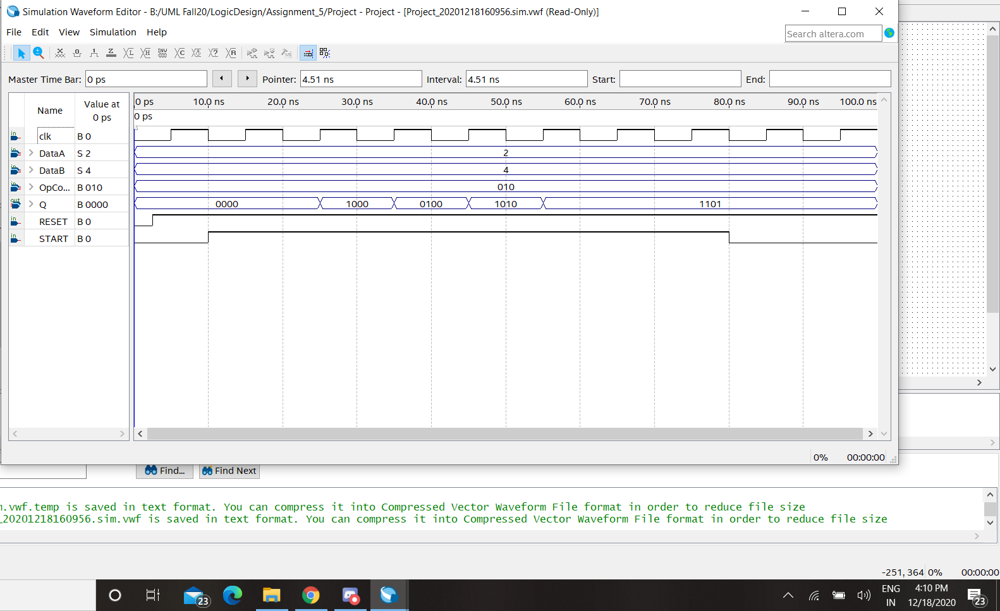 Simulation Waveform Editor - B:/UML Fall20/LogicDesign/Assignment_5/Project - Project - [Project_20201218160956.sim.vwf (Read-Only)]
File Edit View Simulation Help
Search altera.com
Master Time Bar: 0 ps Pointer: 4.51 ns Interval: 4.51 ns Start: End:
Name Value at 0 ps
0 ps 10.0 ns 20.0 ns 30.0 ns 40.0 ns 50.0 ns 60.0 ns 70.0 ns 80.0 ns 90.0 ns 100.0 ns
0 ps
clk B 0
DataA S 2 2
DataB S 4 4
OpCo... B 010 010
Q B 0000 0000 1000 0100 1010 1101
RESET B 0
START B 0
0% 00:00:00
Find... Find Next
.vwf.temp is saved in text format. You can compress it into Compressed Vector Waveform File format in order to reduce file size
_20201218160956.sim.vwf is saved in text format. You can compress it into Compressed Vector Waveform File format in order to reduce file size
-251, 364 0% 00:00:00
23
ENG IN
4:10 PM
12/18/2020
23